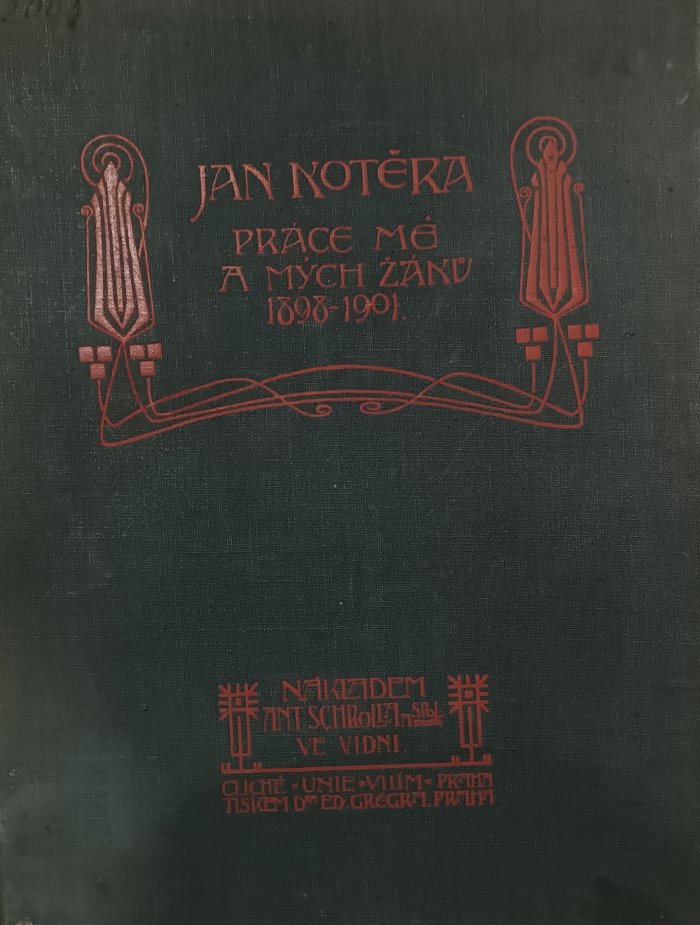 JAN KOTĚRA
PRÁCE MÉ
A MÝCH ŽÁKŮ
1898-1901.
NÁKLADEM
ANT. SCHROLLA A SPOL.
VE VÍDNI
CLICHÉ - UNIE - VILÍM - PRAHA
TISKEM DRA ED. GRÉGRA, PRAHA